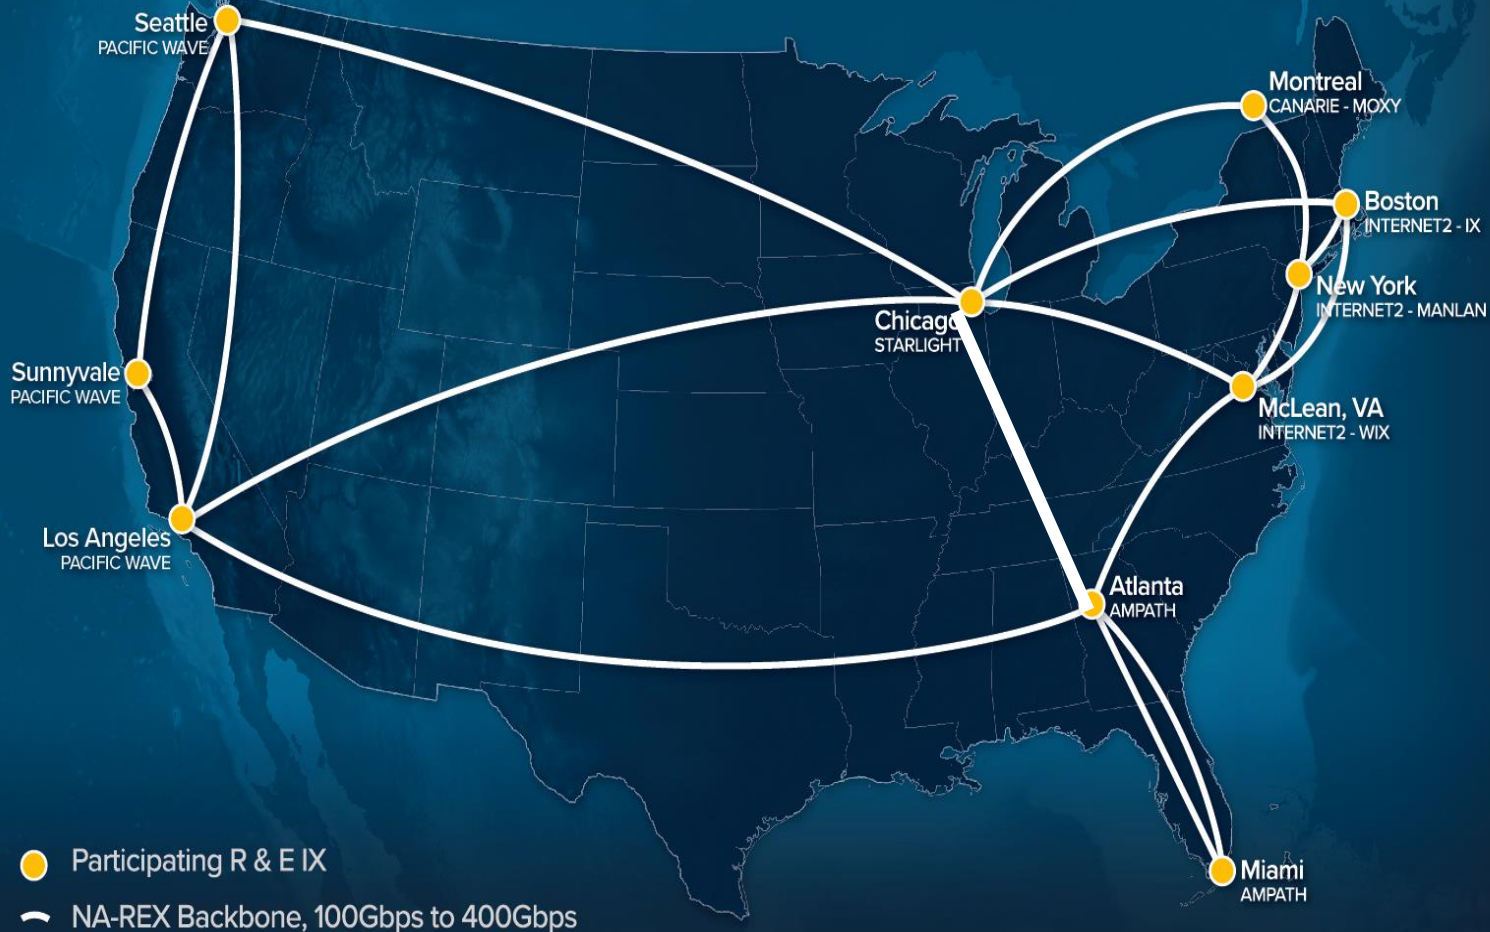 Seattle
PACIFIC WAVE
Montreal
CANARIE - MOXY
Boston
INTERNET2 - IX
New York
INTERNET2 - MANLAN
Chicago
STARLIGHT
Sunnyvale
PACIFIC WAVE
McLean, VA
INTERNET2 - WIX
Los Angeles
PACIFIC WAVE
Atlanta
AMPATH
Miami
AMPATH
Participating R & E IX
NA-REX Backbone, 100Gbps to 400Gbps